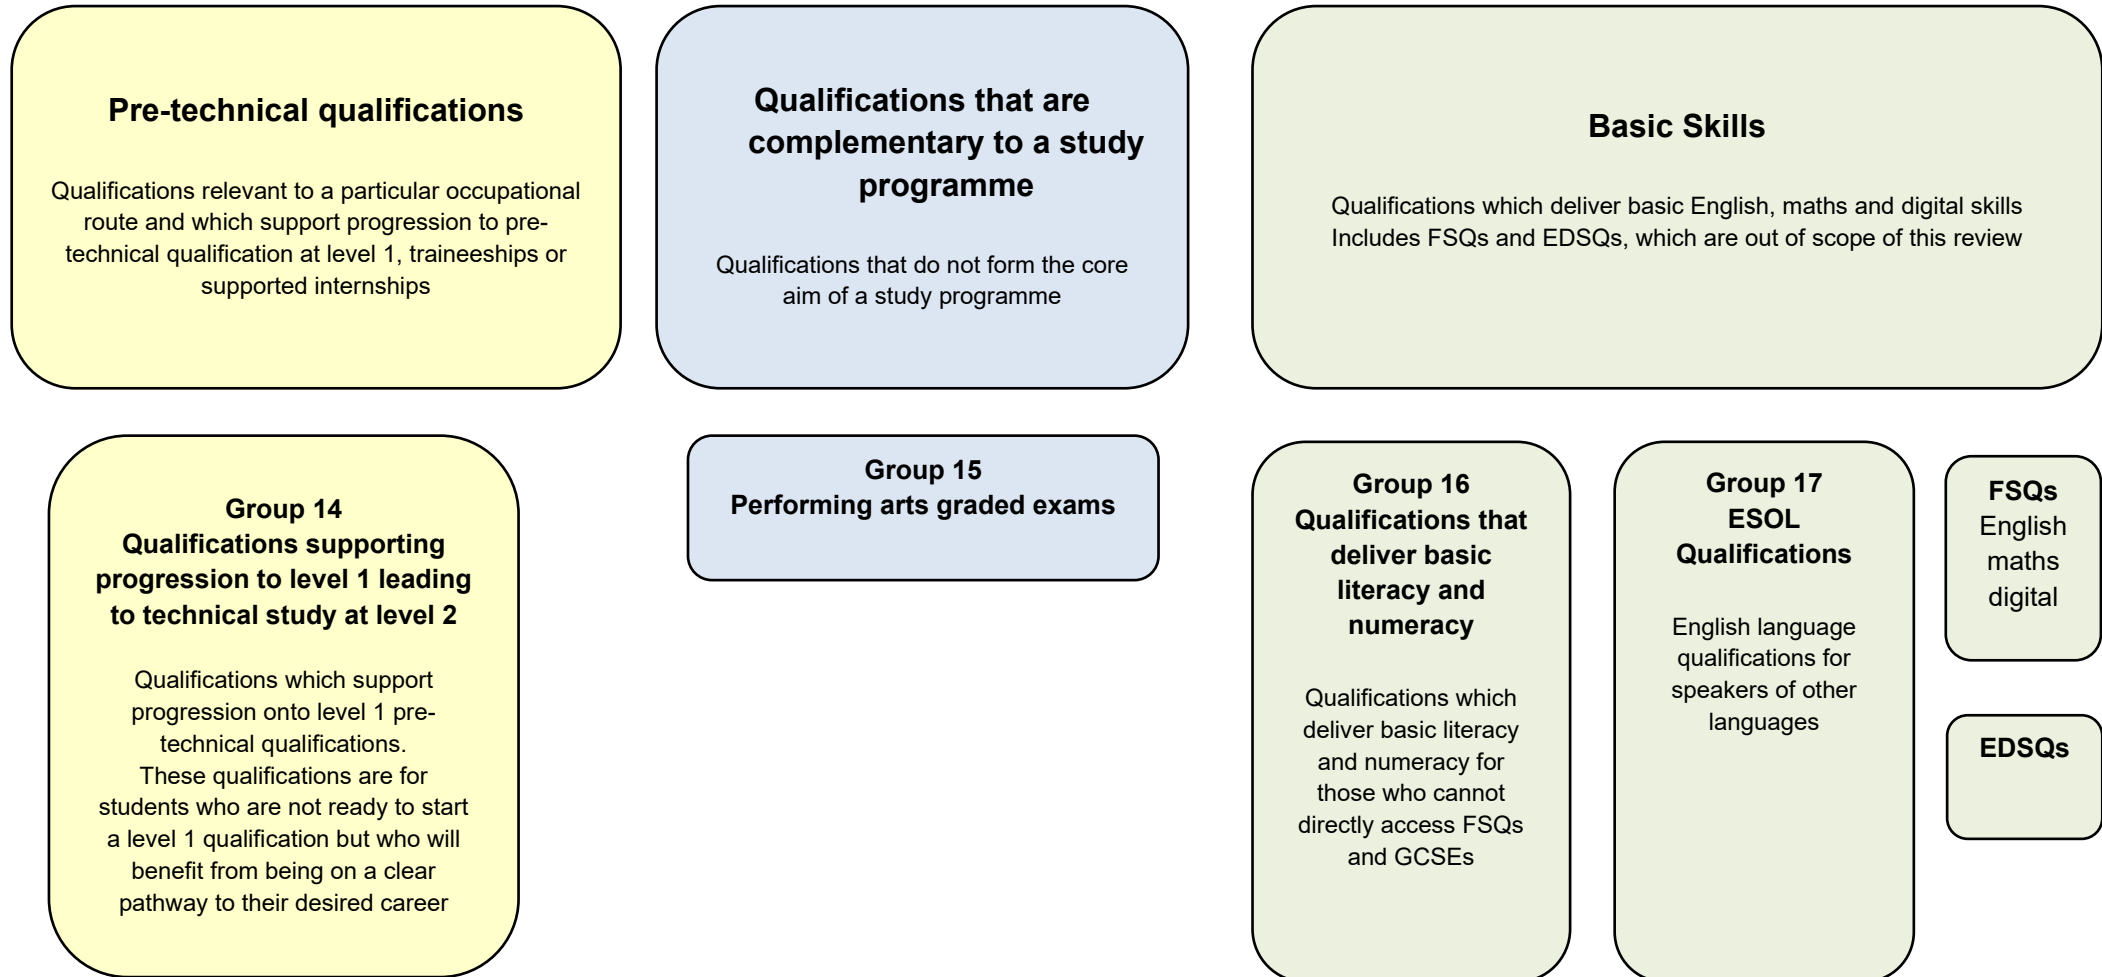 Pre-technical qualifications
Qualifications relevant to a particular occupational
route and which support progression to pre-
technical qualification at level 1, traineeships or
supported internships
Qualifications that are
complementary to a study
programme
Qualifications that do not form the core
aim of a study programme
Basic Skills
Qualifications which deliver basic English, maths and digital skills
Includes FSQs and EDSQs, which are out of scope of this review
Group 14
Qualifications supporting
progression to level 1 leading
to technical study at level 2
Qualifications which support
progression onto level 1 pre-
technical qualifications.
These qualifications are for
students who are not ready to start
a level 1 qualification but who will
benefit from being on a clear
pathway to their desired career
Group 15
Performing arts graded exams
Group 16
Qualifications that
deliver basic
literacy and
numeracy
Qualifications which
deliver basic literacy
and numeracy for
those who cannot
directly access FSQs
and GCSEs
Group 17
ESOL
Qualifications
English language
qualifications for
speakers of other
languages
FSQs
English
maths
digital
EDSQs